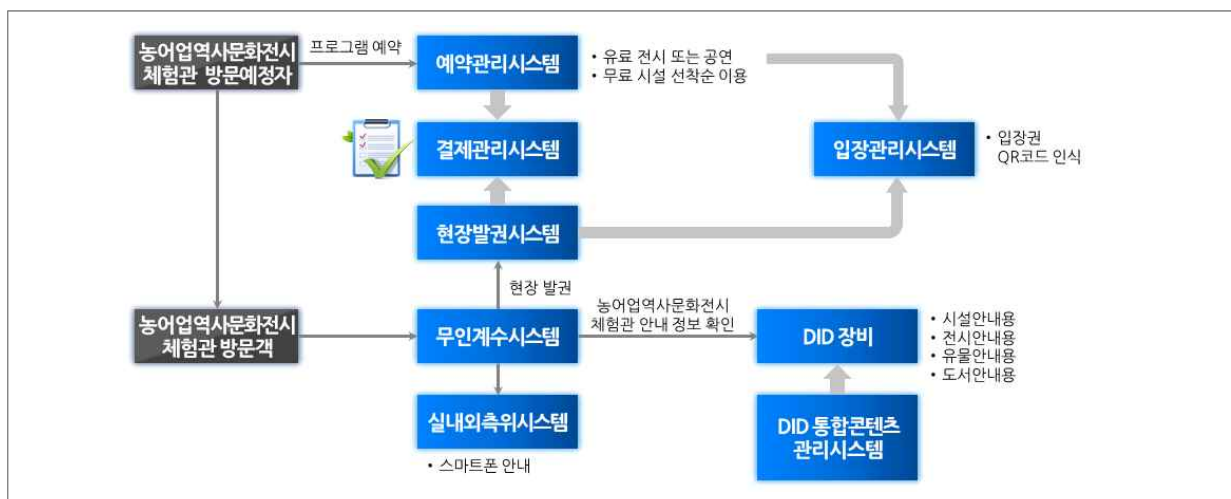 농어업역사문화전시
체험관 방문예정자
프로그램 예약
예약관리시스템
• 유료 전시 또는 공연
• 무료 시설 선착순 이용
결제관리시스템
입장관리시스템
• 입장권
QR코드 인식
현장발권시스템
현장 발권
농어업역사문화전시
체험관 방문객
무인계수시스템
농어업역사문화전시
체험관 안내 정보 확인
DID 장비
• 시설안내용
• 전시안내용
• 유물안내용
• 도서안내용
실내외측위시스템
• 스마트폰 안내
DID 통합콘텐츠
관리시스템